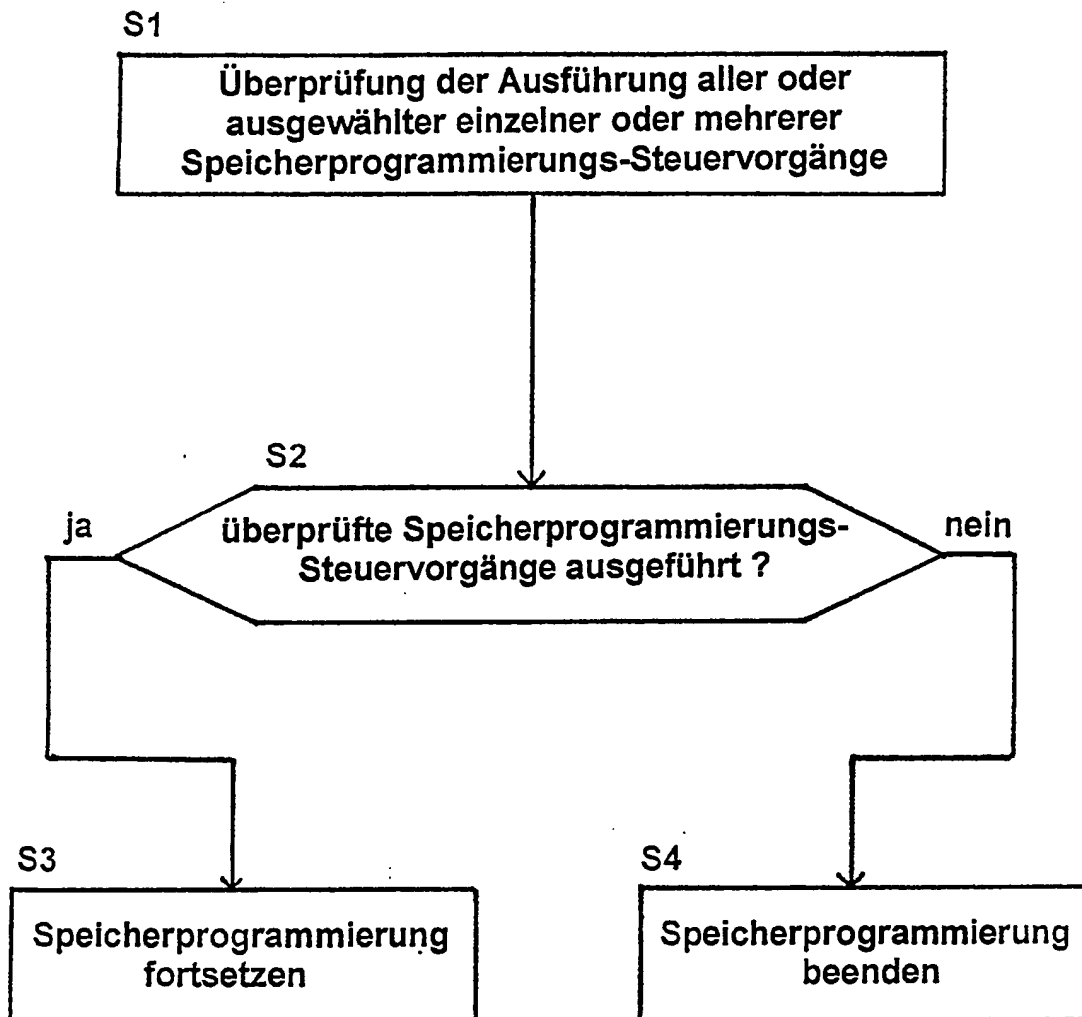 S1
Überprüfung der Ausführung aller oder
ausgewählter einzelner oder mehrerer
Speicherprogrammierungs-Steuervorgänge
S2
ja
überprüfte Speicherprogrammierungs-
Steuervorgänge ausgeführt ?
nein
S3
Speicherprogrammierung
fortsetzen
S4
Speicherprogrammierung
beenden